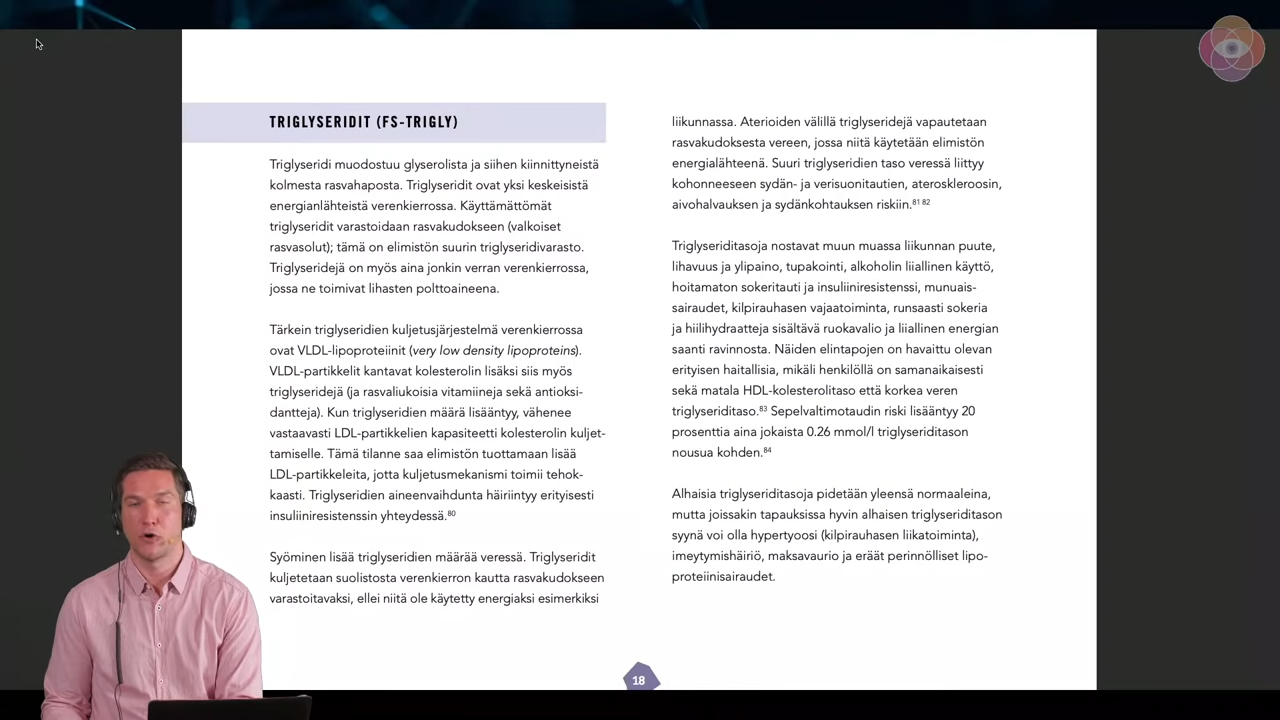 TRIGLYSERIDIT (FS-TRIGLY)
Triglyseridi muodostuu glyserolista ja siihen kiinnittyneistä
kolmesta rasvahaposta. Triglyseridit ovat yksi keskeisistä
energianlähteistä verenkierrossa. Käyttämättömät
triglyseridit varastoidaan rasvakudokseen (valkoiset
rasvasolut); tämä on elimistön suurin triglyseridivarasto.
Triglyseridejä on myös aina jonkin verran verenkierrossa,
jossa ne toimivat lihasten polttoaineena.
Tärkein triglyseridien kuljetusjärjestelmä verenkierrossa
ovat VLDL-lipoproteiinit (very low density lipoproteins).
VLDL-partikkelit kantavat kolesterolin lisäksi siis myös
triglyseridejä (ja rasvaliukoisia vitamiineja sekä antioksi-
dantteja). Kun triglyseridien määrä lisääntyy, vähenee
vastaavasti LDL-partikkelien kapasiteetti kolesterolin kuljet-
tamiselle. Tämä tilanne saa elimistön tuottamaan lisää
LDL-partikkeleita, jotta kuljetusmekanismi toimii tehok-
kaasti. Triglyseridien aineenvaihdunta häiriintyy erityisesti
insuliiniresistenssin yhteydessä.80
Syöminen lisää triglyseridien määrää veressä. Triglyseridit
kuljetetaan suolistosta verenkierron kautta rasvakudokseen
varastoitavaksi, ellei niitä ole käytetty energiaksi esimerkiksi
liikunnassa. Aterioiden välillä triglyseridejä vapautetaan
rasvakudoksesta vereen, jossa niitä käytetään elimistön
energialähteenä. Suuri triglyseridien taso veressä liittyy
kohonneeseen sydän- ja verisuonitautien, ateroskleroosin,
aivohalvauksen ja sydänkohtauksen riskiin.81 82
Triglyseriditasoja nostavat muun muassa liikunnan puute,
lihavuus ja ylipaino, tupakointi, alkoholin liiallinen käyttö,
hoitamaton sokeritauti ja insuliiniresistenssi, munuais-
sairaudet, kilpirauhasen vajaatoiminta, runsaasti sokeria
ja hiilihydraatteja sisältävä ruokavalio ja liiallinen energian
saanti ravinnosta. Näiden elintapojen on havaittu olevan
erityisen haitallisia, mikäli henkilöllä on samanaikaisesti
sekä matala HDL-kolesterolitaso että korkea veren
triglyseriditaso.83 Sepelvaltimotaudin riski lisääntyy 20
prosenttia aina jokaista 0.26 mmol/l triglyseriditason
nousua kohden.84
Alhaisia triglyseriditasoja pidetään yleensä normaaleina,
mutta joissakin tapauksissa hyvin alhaisen triglyseriditason
syynä voi olla hypertyoosi (kilpirauhasen liikatoiminta),
imeytymishäiriö, maksavaurio ja eräät perinnölliset lipo-
proteiinisairaudet.
18